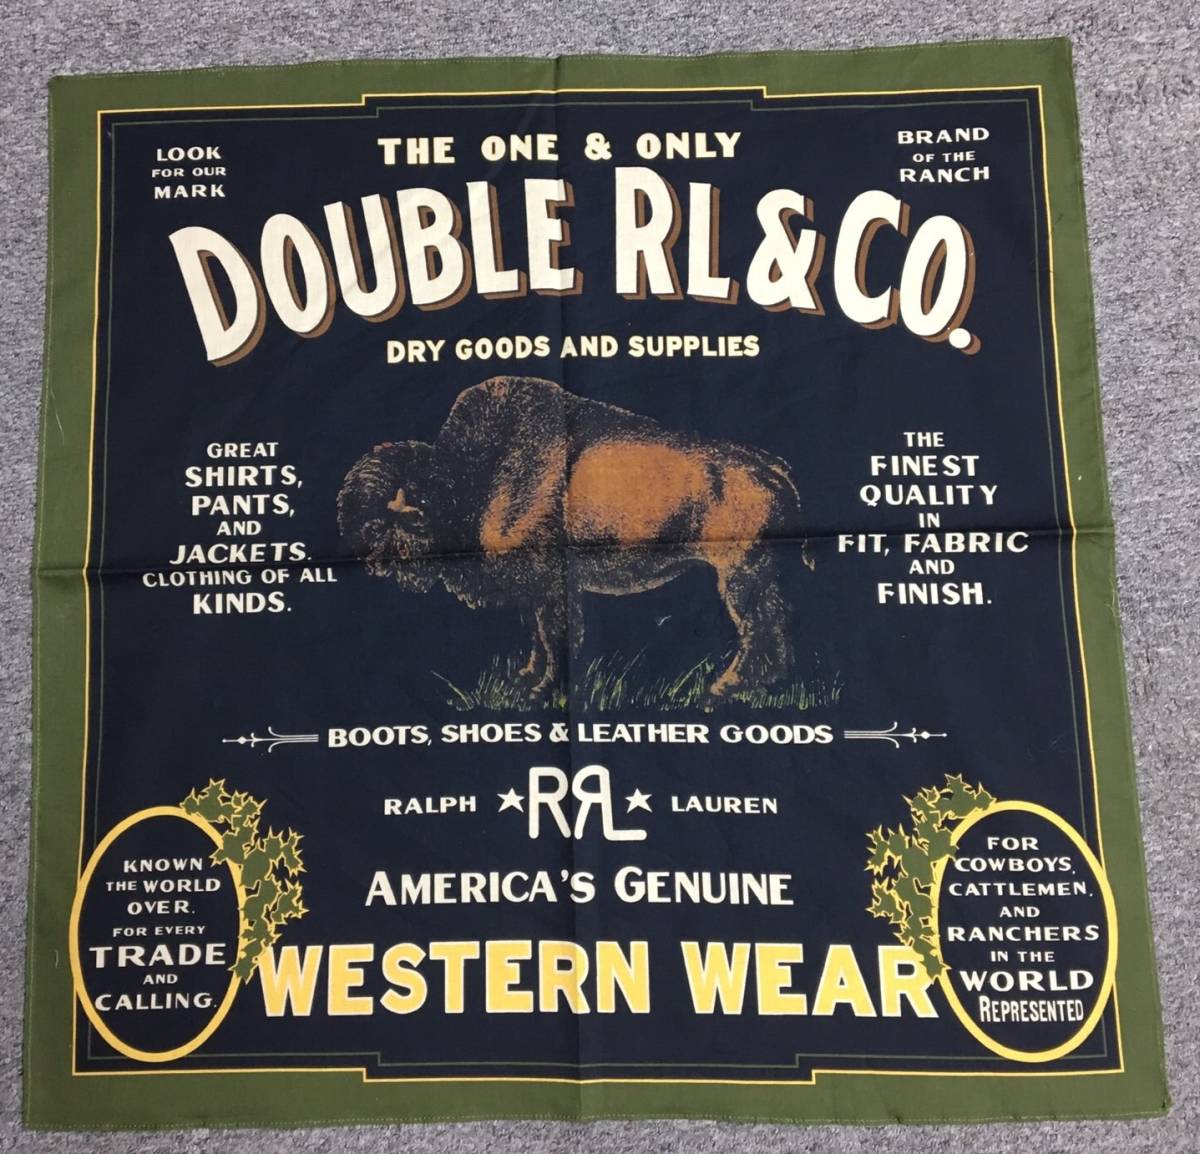 LOOK
FOR OUR
MARK
THE ONE & ONLY
BRAND
OF THE
RANCH
DOUBLE RL & CO.
DRY GOODS AND SUPPLIES
GREAT
SHIRTS,
PANTS,
AND
JACKETS.
CLOTHING OF ALL
KINDS.
THE
FINEST
QUALITY
IN
FIT, FABRIC
AND
FINISH.
BOOTS, SHOES & LEATHER GOODS
RALPH ★RRL★ LAUREN
AMERICA'S GENUINE
WESTERN WEAR
KNOWN
THE WORLD
OVER.
FOR EVERY
TRADE
AND
CALLING.
FOR
COWBOYS,
CATTLEMEN,
AND
RANCHERS
IN THE
WORLD
REPRESENTED